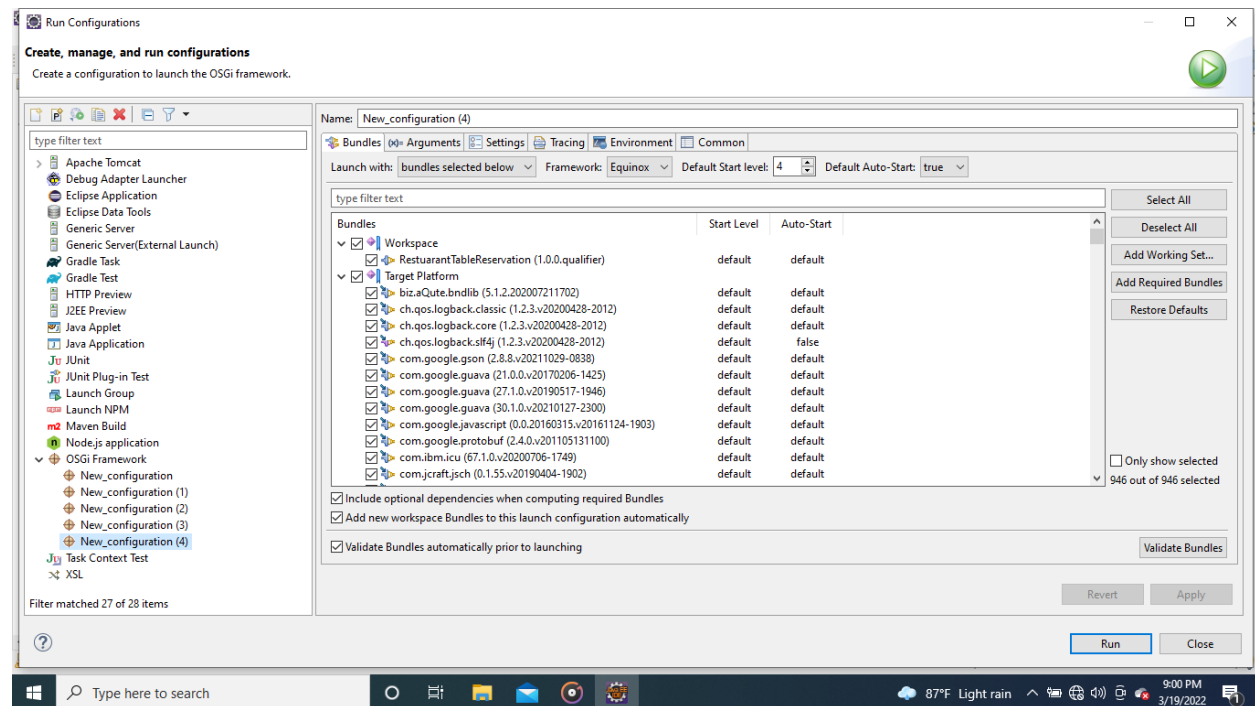 Run Configurations
Create, manage, and run configurations
Create a configuration to launch the OSGi framework.
type filter text
Apache Tomcat
Debug Adapter Launcher
Eclipse Application
Eclipse Data Tools
Generic Server
Generic Server(External Launch)
Gradle Task
Gradle Test
HTTP Preview
J2EE Preview
Java Applet
Java Application
JUnit
JUnit Plug-in Test
Launch Group
Launch NPM
Maven Build
Node.js application
OSGi Framework
New_configuration
New_configuration (1)
New_configuration (2)
New_configuration (3)
New_configuration (4)
Task Context Test
XSL
Filter matched 27 of 28 items
Name: New_configuration (4)
Bundles (x)= Arguments Settings Tracing Environment Common
Launch with: bundles selected below Framework: Equinox Default Start level: 4 Default Auto-Start: true
type filter text
Bundles Start Level Auto-Start
Workspace
RestuarantTableReservation (1.0.0.qualifier) default default
Target Platform
biz.aQute.bndlib (5.1.2.202007211702) default default
ch.qos.logback.classic (1.2.3.v20200428-2012) default default
ch.qos.logback.core (1.2.3.v20200428-2012) default default
ch.qos.logback.slf4j (1.2.3.v20200428-2012) default false
com.google.gson (2.8.8.v20211029-0838) default default
com.google.guava (21.0.0.v20170206-1425) default default
com.google.guava (27.1.0.v20190517-1946) default default
com.google.guava (30.1.0.v20210127-2300) default default
com.google.javascript (0.0.20160315.v20161124-1903) default default
com.google.protobuf (2.4.0.v201105131100) default default
com.ibm.icu (67.1.0.v20200706-1749) default default
com.jcraft.jsch (0.1.55.v20190404-1902) default default
Select All
Deselect All
Add Working Set...
Add Required Bundles
Restore Defaults
Only show selected
946 out of 946 selected
Include optional dependencies when computing required Bundles
Add new workspace Bundles to this launch configuration automatically
Validate Bundles automatically prior to launching
Validate Bundles
Revert Apply
Run Close
Type here to search
87°F Light rain
9:00 PM
3/19/2022